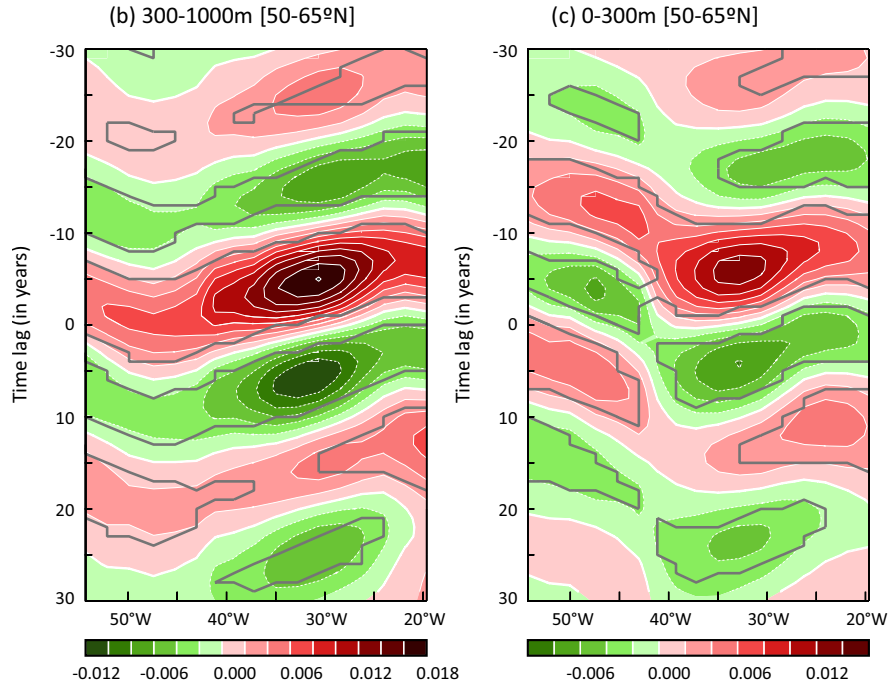 (b) 300-1000m [50-65ºN]
(c) 0-300m [50-65ºN]
Time lag (in years)
-30
-20
-10
0
10
20
30
50°W
40°W
30°W
20°W
-0.012
-0.006
0.000
0.006
0.012
0.018
Time lag (in years)
-30
-20
-10
0
10
20
30
50°W
40°W
30°W
20°W
-0.006
0.000
0.006
0.012